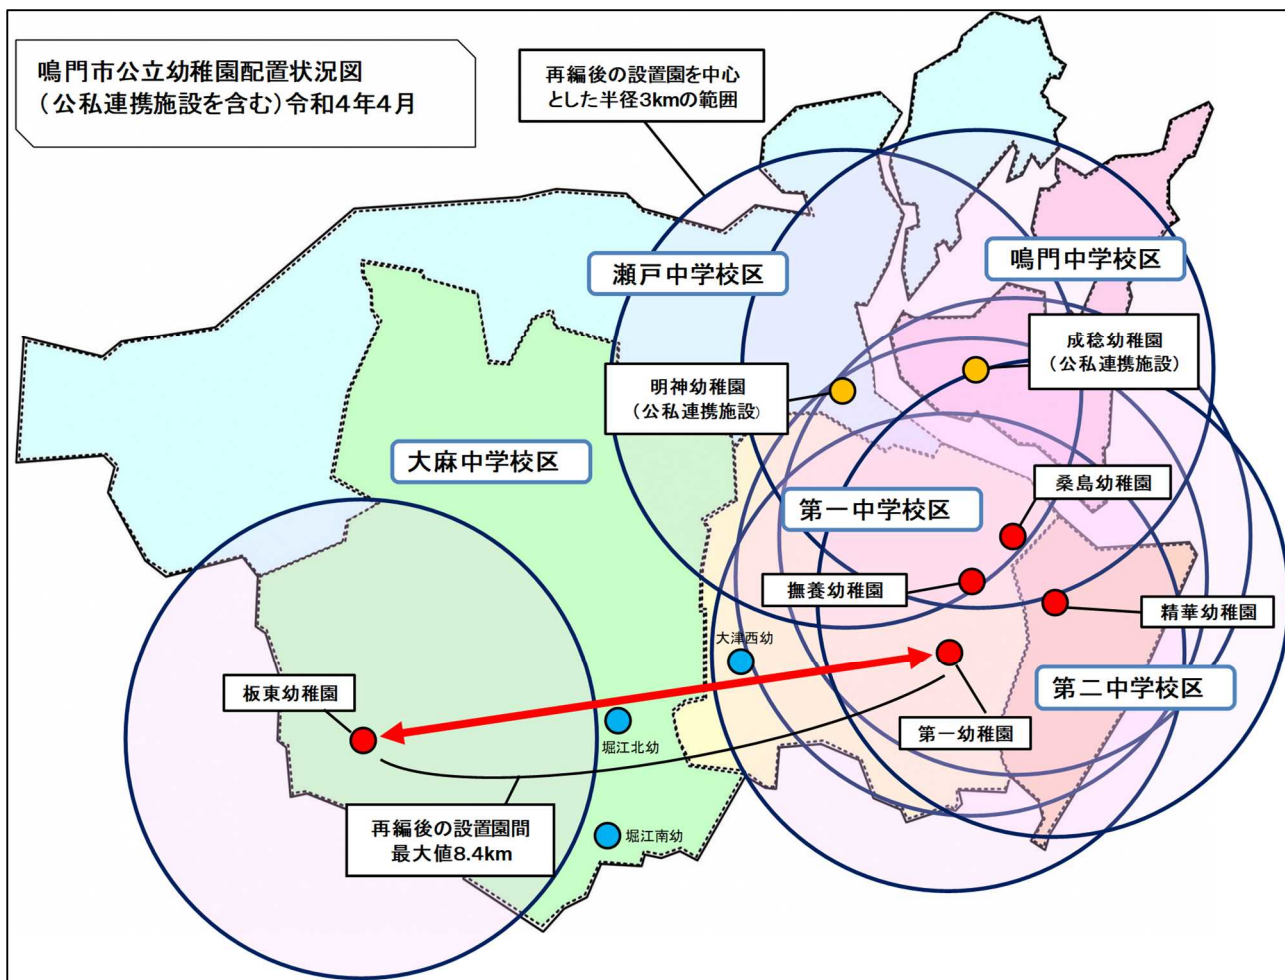 鳴門市公立幼稚園配置状況図
（公私連携施設を含む）令和4年4月
再編後の設置園を中心
とした半径3kmの範囲
瀬戸中学校区
鳴門中学校区
成稔幼稚園
（公私連携施設）
明神幼稚園
（公私連携施設）
大麻中学校区
第一中学校区
桑島幼稚園
撫養幼稚園
精華幼稚園
大津西幼
第二中学校区
板東幼稚園
第一幼稚園
堀江北幼
再編後の設置園間
最大値8.4km
堀江南幼